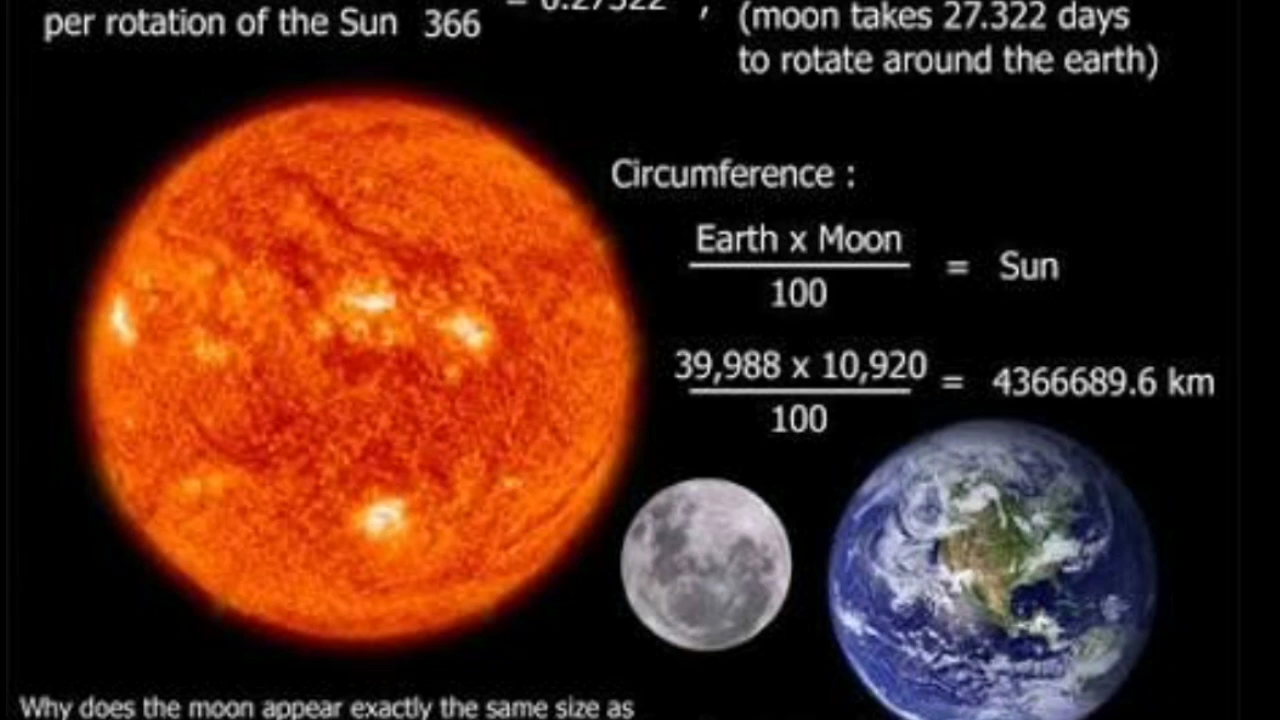 per rotation of the Sun 366 = 0.27322 , (moon takes 27.322 days
to rotate around the earth)
Circumference :
Earth x Moon
100
= Sun
39,988 x 10,920
100
= 4366689.6 km
Why does the moon appear exactly the same size as